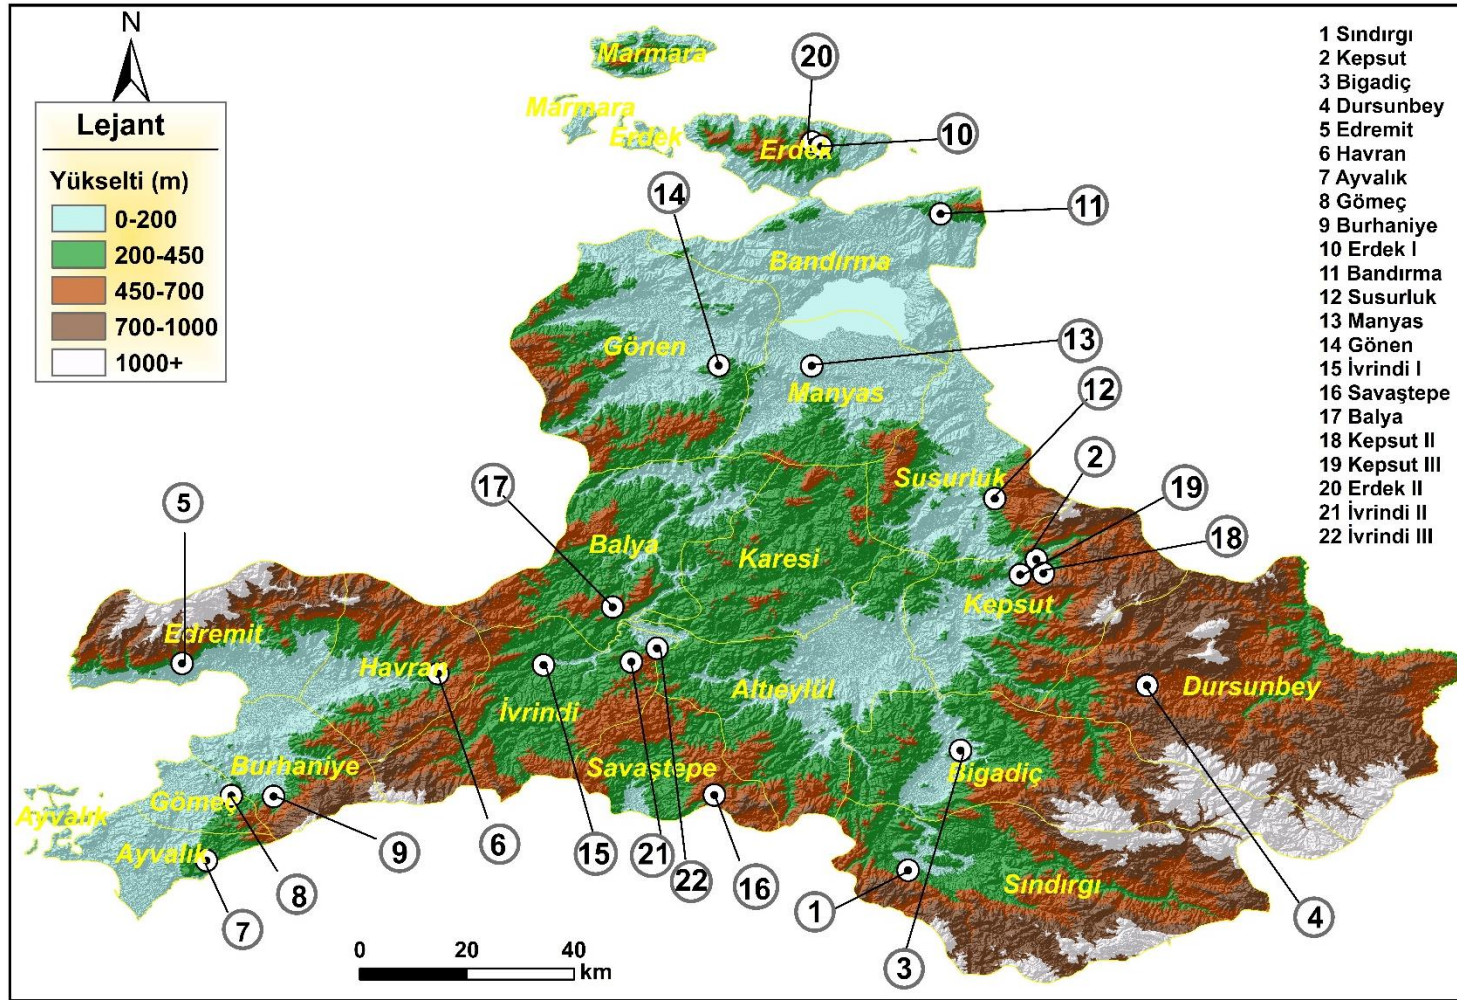 N
Lejant
Yükselti (m)
0-200
200-450
450-700
700-1000
1000+
1 Sındırgı
2 Kepsut
3 Bigadiç
4 Dursunbey
5 Edremit
6 Havran
7 Ayvalık
8 Gömeç
9 Burhaniye
10 Erdek I
11 Bandırma
12 Susurluk
13 Manyas
14 Gönen
15 İvrindi I
16 Savaştepe
17 Balya
18 Kepsut II
19 Kepsut III
20 Erdek II
21 İvrindi II
22 İvrindi III
Marmara
20
Marmara
Erdek
Erdek
10
14
11
Bandırma
Gönen
13
Manyas
12
2
Susurluk
17
19
5
18
Balya
Karesi
Kepsut
Edremit
Havran
Altıeylül
Dursunbey
İvrindi
Burhaniye
Savaştepe
Bigadiç
Gömeç
Ayvalık
Ayvalık
6
9
15
21
22
16
Sındırgı
8
1
4
7
3
0 20 40
km